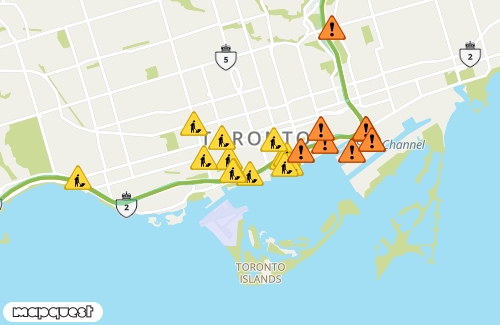 2
5
TORONTO
Channel
2
TORONTO
ISLANDS
mapquest